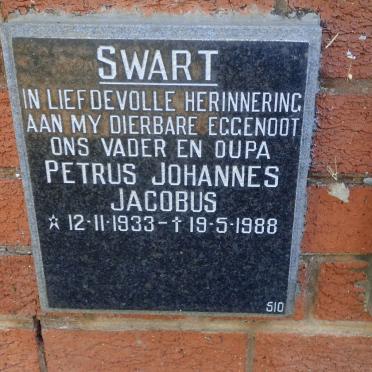 SWART
IN LIEFDEVOLLE HERINNERING
AAN MY DIERBARE EGGENOOT
ONS VADER EN OUPA
PETRUS JOHANNES
JACOBUS
☆ 12-11-1933 - † 19-5-1988
510